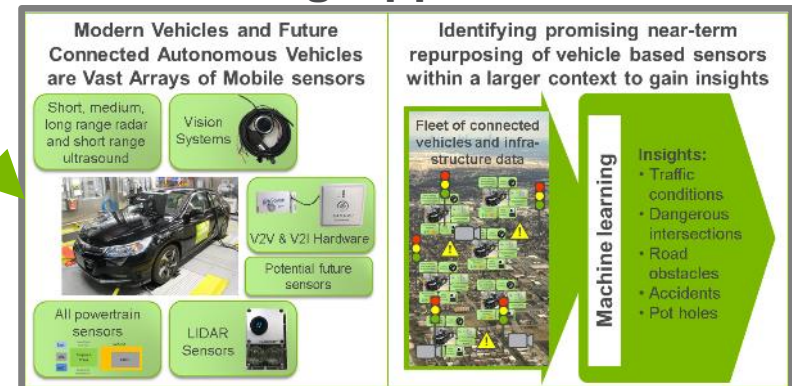 Modern Vehicles and Future
Connected Autonomous Vehicles
are Vast Arrays of Mobile sensors
Short, medium,
long range radar
and short range
ultrasound
Vision
Systems
V2V & V2I Hardware
Potential future
sensors
All powertrain
sensors
LIDAR
Sensors
Identifying promising near-term
repurposing of vehicle based sensors
within a larger context to gain insights
Fleet of connected
vehicles and infra-
structure data
Machine learning
Insights:
• Traffic
conditions
• Dangerous
intersections
• Road
obstacles
• Accidents
• Pot holes